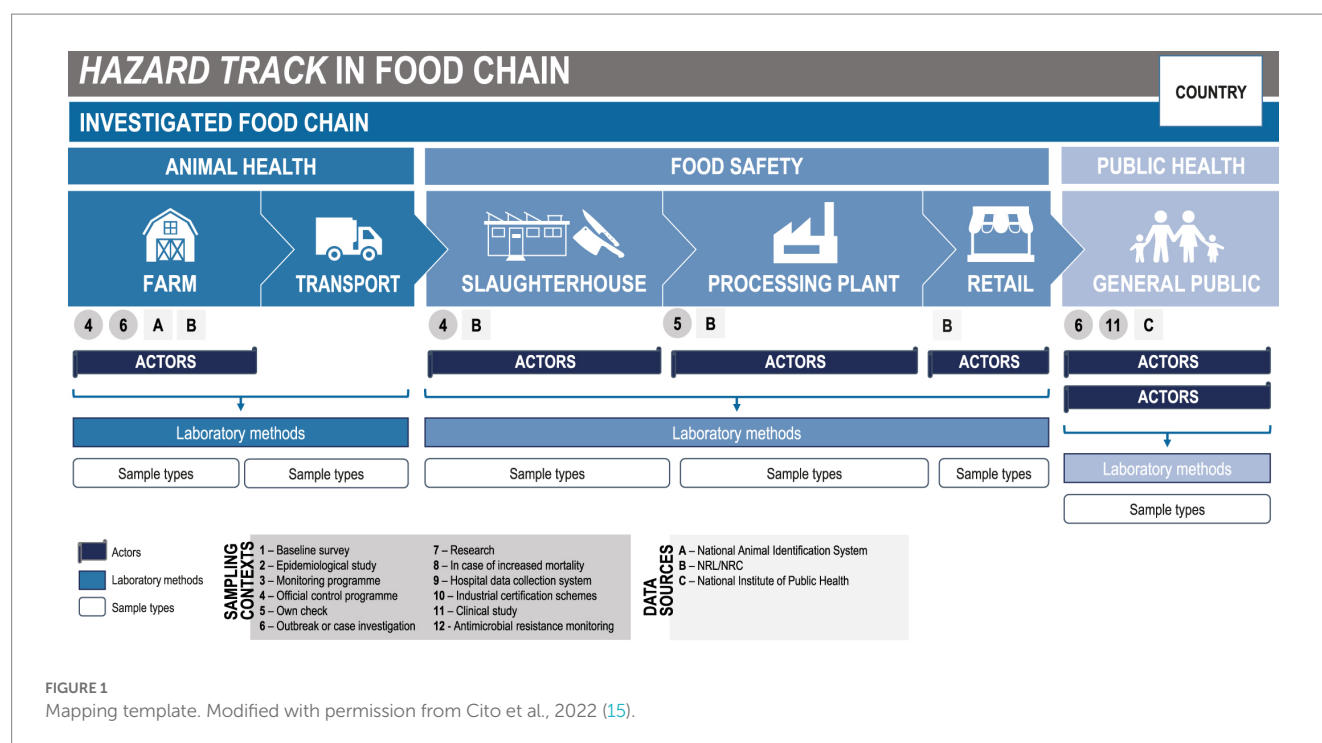 HAZARD TRACK IN FOOD CHAIN
COUNTRY
INVESTIGATED FOOD CHAIN
ANIMAL HEALTH
FOOD SAFETY
PUBLIC HEALTH
FARM
TRANSPORT
SLAUGHTERHOUSE
PROCESSING PLANT
RETAIL
GENERAL PUBLIC
4 6 A B
4 B
5 B
B
6 11 C
ACTORS
ACTORS
ACTORS
ACTORS
ACTORS
ACTORS
Laboratory methods
Laboratory methods
Laboratory methods
Sample types
Sample types
Sample types
Sample types
Sample types
Sample types
Actors
Laboratory methods
Sample types
SAMPLING
CONTEXTS
1 – Baseline survey
2 – Epidemiological study
3 – Monitoring programme
4 – Official control programme
5 – Own check
6 – Outbreak or case investigation
7 – Research
8 – In case of increased mortality
9 – Hospital data collection system
10 – Industrial certification schemes
11 – Clinical study
12 - Antimicrobial resistance monitoring
DATA
SOURCES
A – National Animal Identification System
B – NRL/NRC
C – National Institute of Public Health
FIGURE 1
Mapping template. Modified with permission from Cito et al., 2022 (15).